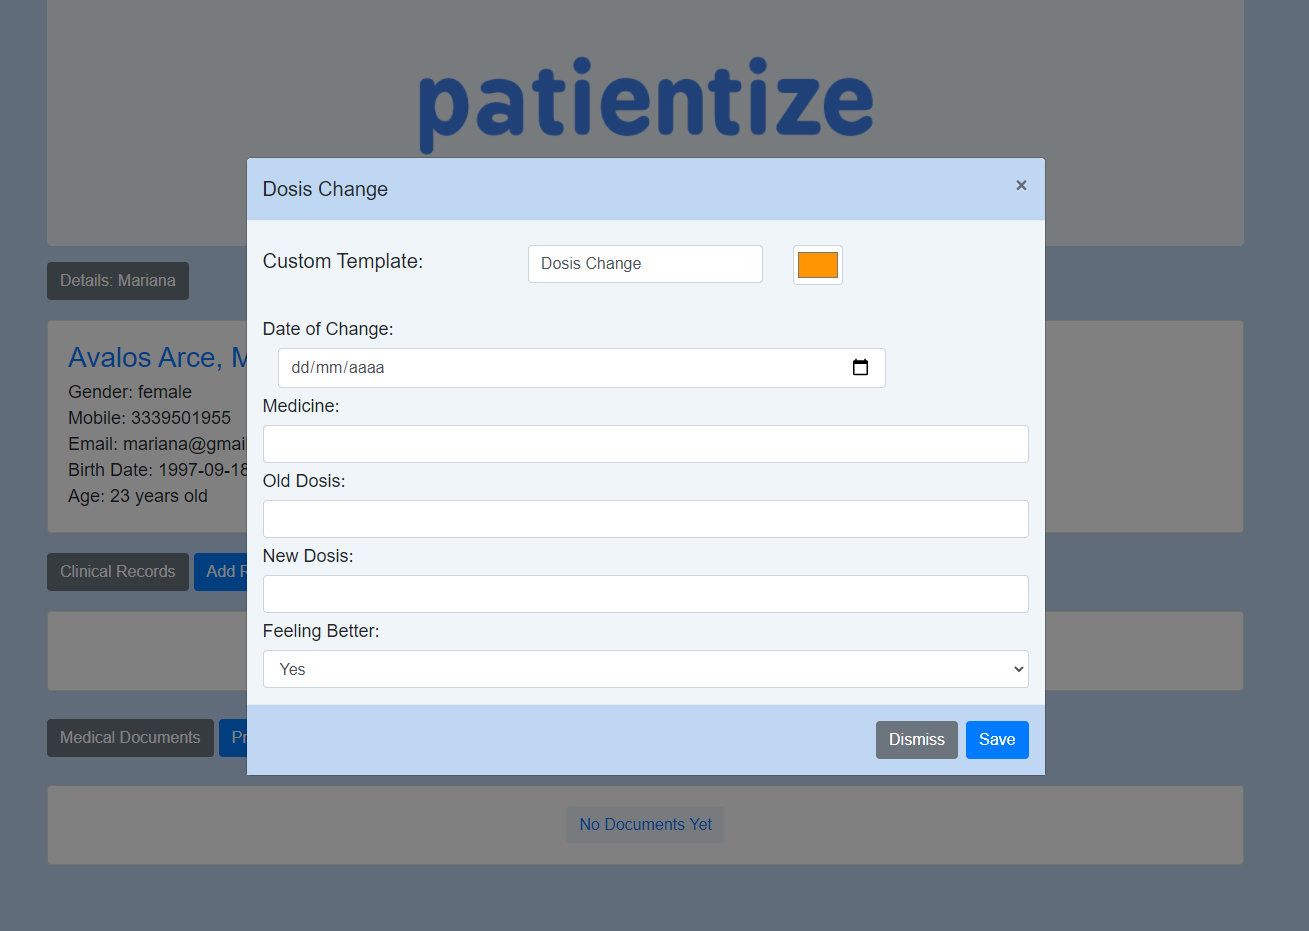 patientize
Dosis Change
×
Custom Template:
Dosis Change
Details: Mariana
Date of Change:
dd/mm/aaaa
Avalos Arce, M
Gender: female
Mobile: 3339501955
Email: mariana@gmai
Birth Date: 1997-09-18
Age: 23 years old
Medicine:
Old Dosis:
New Dosis:
Clinical Records
Add R
Feeling Better:
Yes
Medical Documents
Pr
Dismiss
Save
No Documents Yet